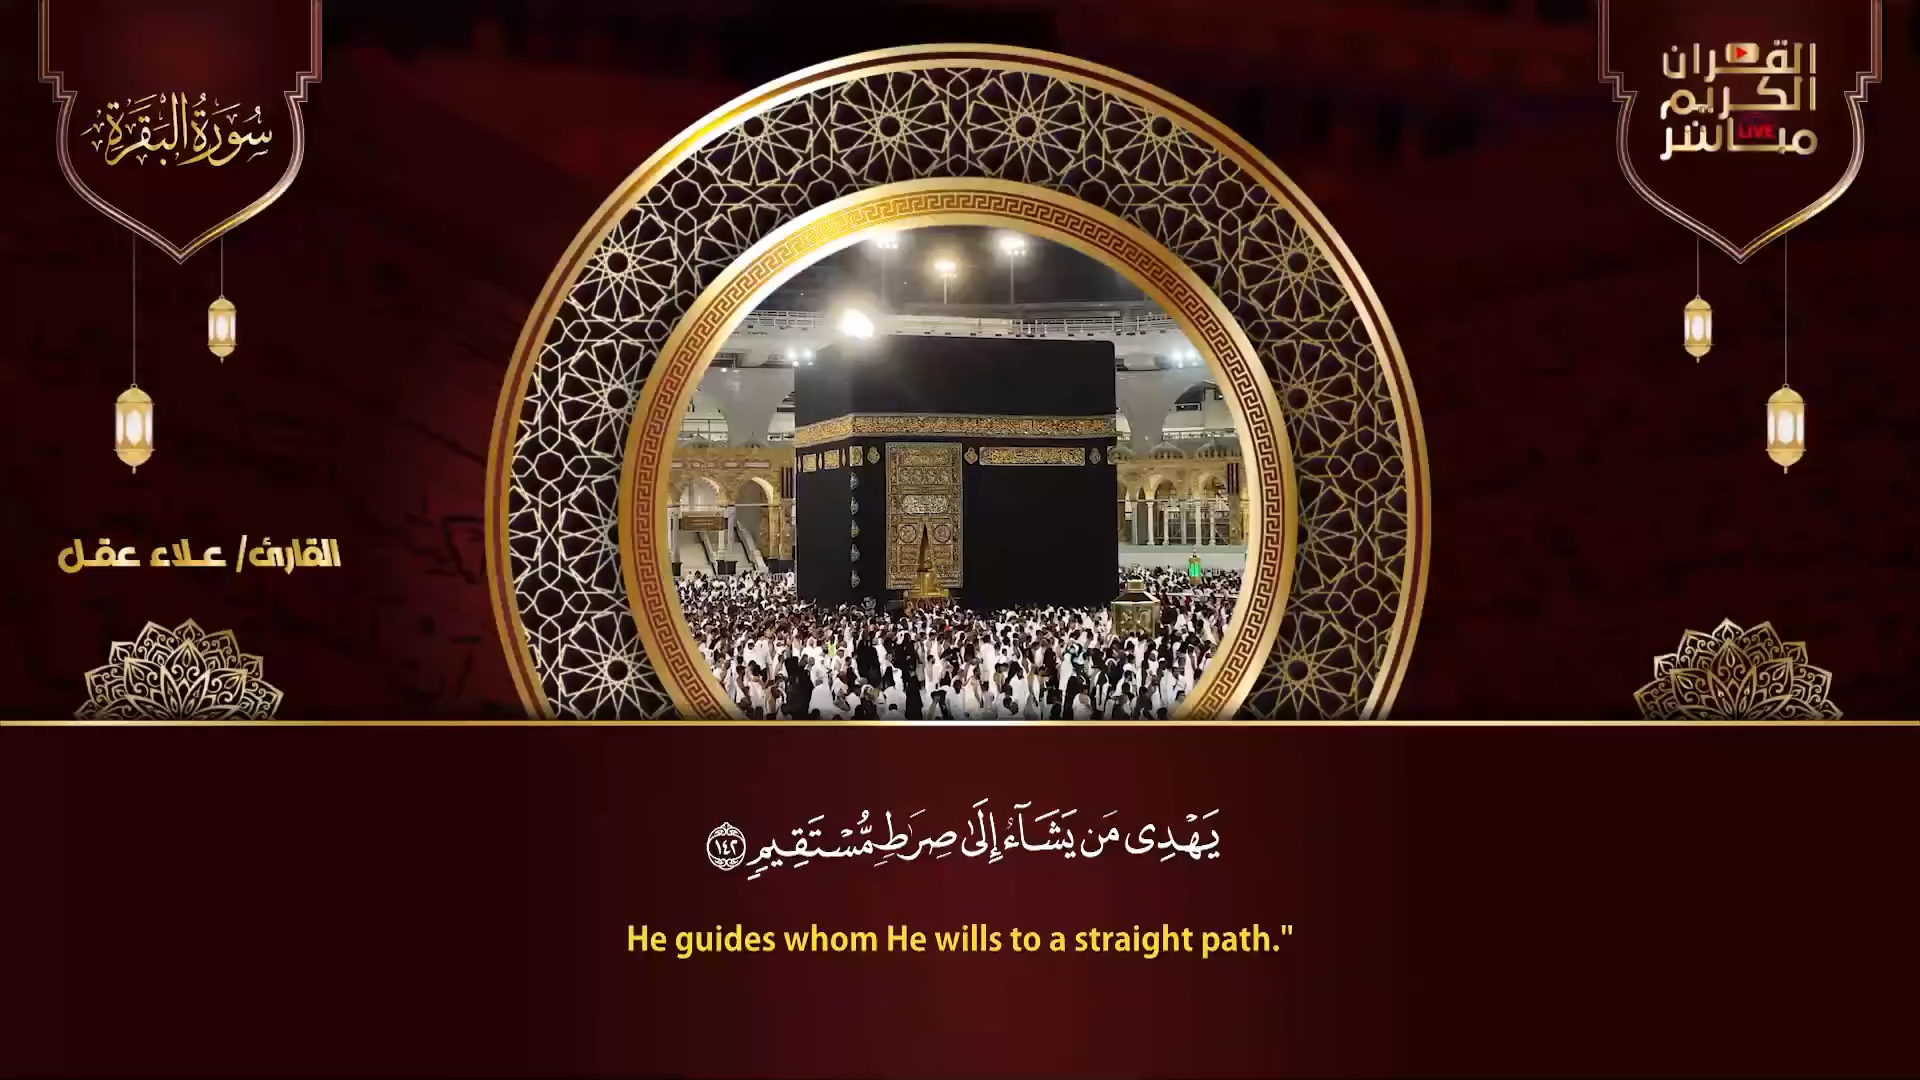 سُورَةُ البَقَرَةِ
القرآن
الكريم
مباشر
LIVE
القارئ/ علاء عقل
يَهْدِى مَن يَشَآءُ إِلَىٰ صِرَٰطٍ مُّسْتَقِيمٍ ١٤٢
He guides whom He wills to a straight path."